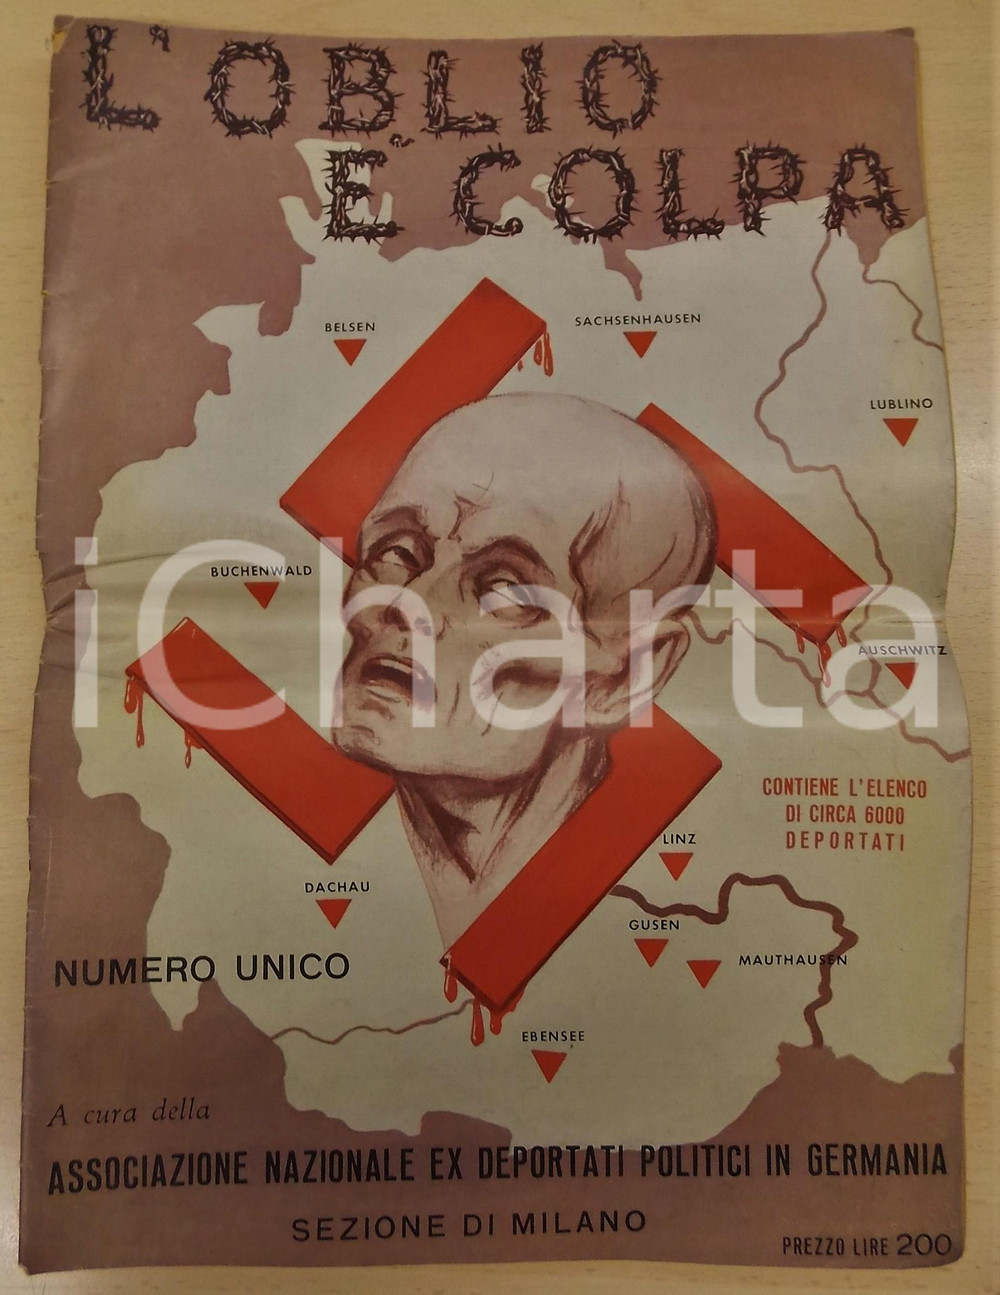 L'OBLIO
È COLPA
BELSEN
SACHSENHAUSEN
LUBLINO
BUCHENWALD
iCharta
AUSCHWITZ
CONTIENE L'ELENCO
DI CIRCA 6000
DEPORTATI
LINZ
DACHAU
GUSEN
MAUTHAUSEN
NUMERO UNICO
EBENSEE
A cura della
ASSOCIAZIONE NAZIONALE EX DEPORTATI POLITICI IN GERMANIA
SEZIONE DI MILANO
PREZZO LIRE 200